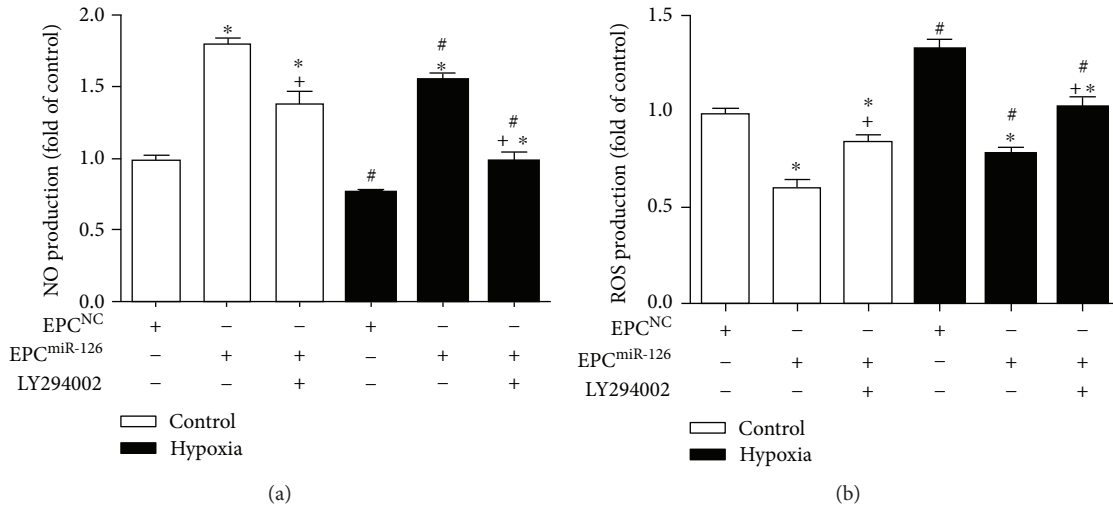 NO production (fold of control)
2.0
1.5
1.0
0.5
0.0
*
*
+
#
#
*
#
+ *
EPC^NC + − − + − −
EPC^miR-126 − + + − + +
LY294002 − − + − − +
Control
Hypoxia
(a)
ROS production (fold of control)
1.5
1.0
0.5
0.0
*
*
+
#
#
*
#
+ *
EPC^NC + − − + − −
EPC^miR-126 − + + − + +
LY294002 − − + − − +
Control
Hypoxia
(b)